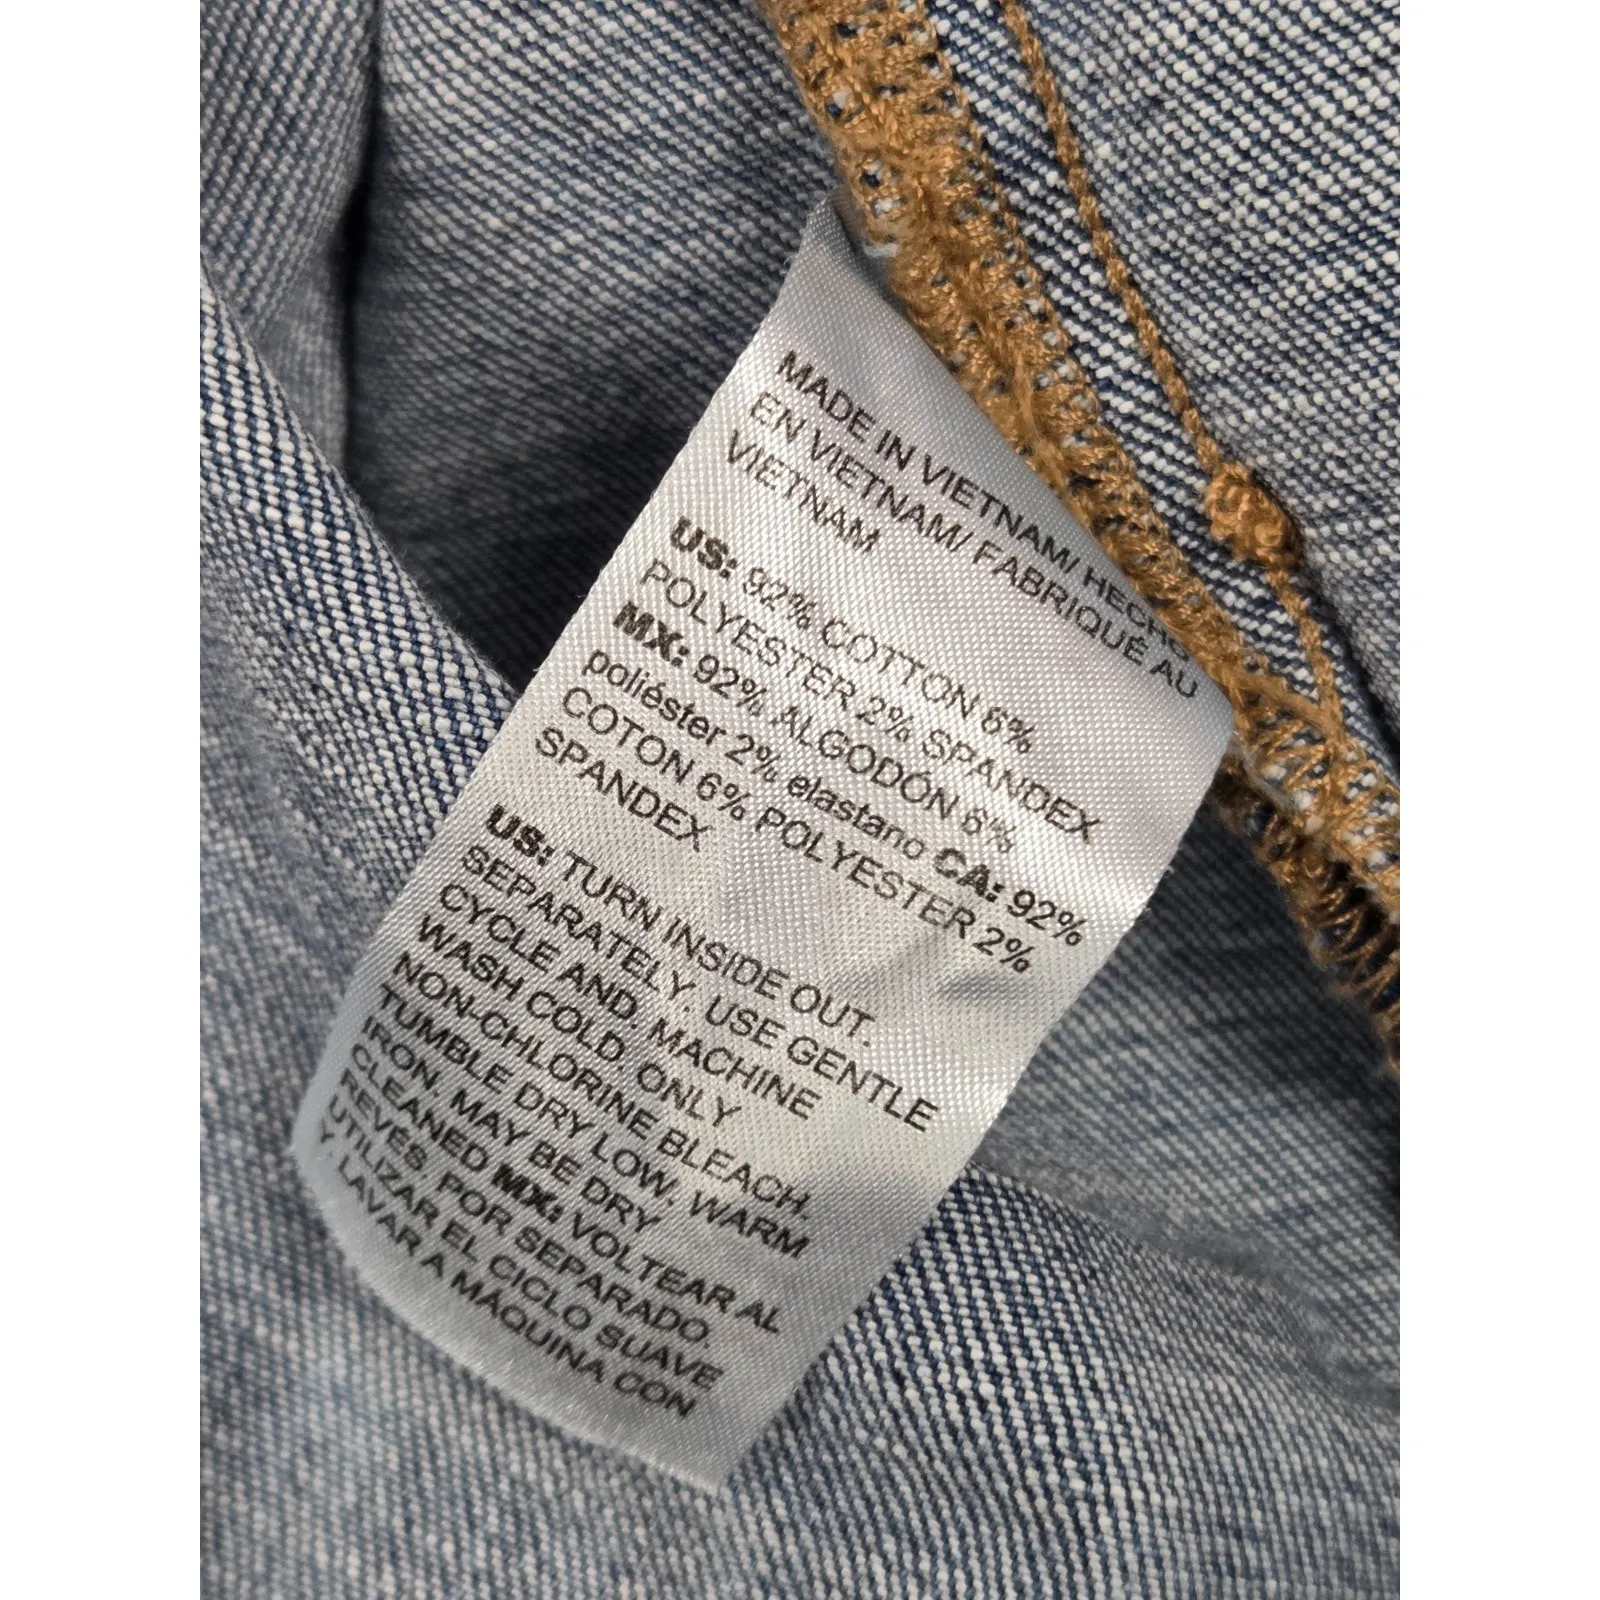 MADE IN VIETNAM/ HECHO
EN VIETNAM/ FABRIQUÉ AU
VIETNAM
US: 92% COTTON 6%
POLYESTER 2% SPANDEX
MX: 92% ALGODÓN 6%
poliéster 2% elastano CA: 92%
COTON 6% POLYESTER 2%
SPANDEX
US: TURN INSIDE OUT.
SEPARATELY. USE GENTLE
CYCLE AND. MACHINE
WASH COLD. ONLY
NON-CHLORINE BLEACH.
TUMBLE DRY LOW. WARM
IRON. MAY BE DRY
CLEANED MX: VOLTEAR AL
REVÉS. POR SEPARADO.
UTILIZAR EL CICLO SUAVE
Y. LAVAR A MÁQUINA CON